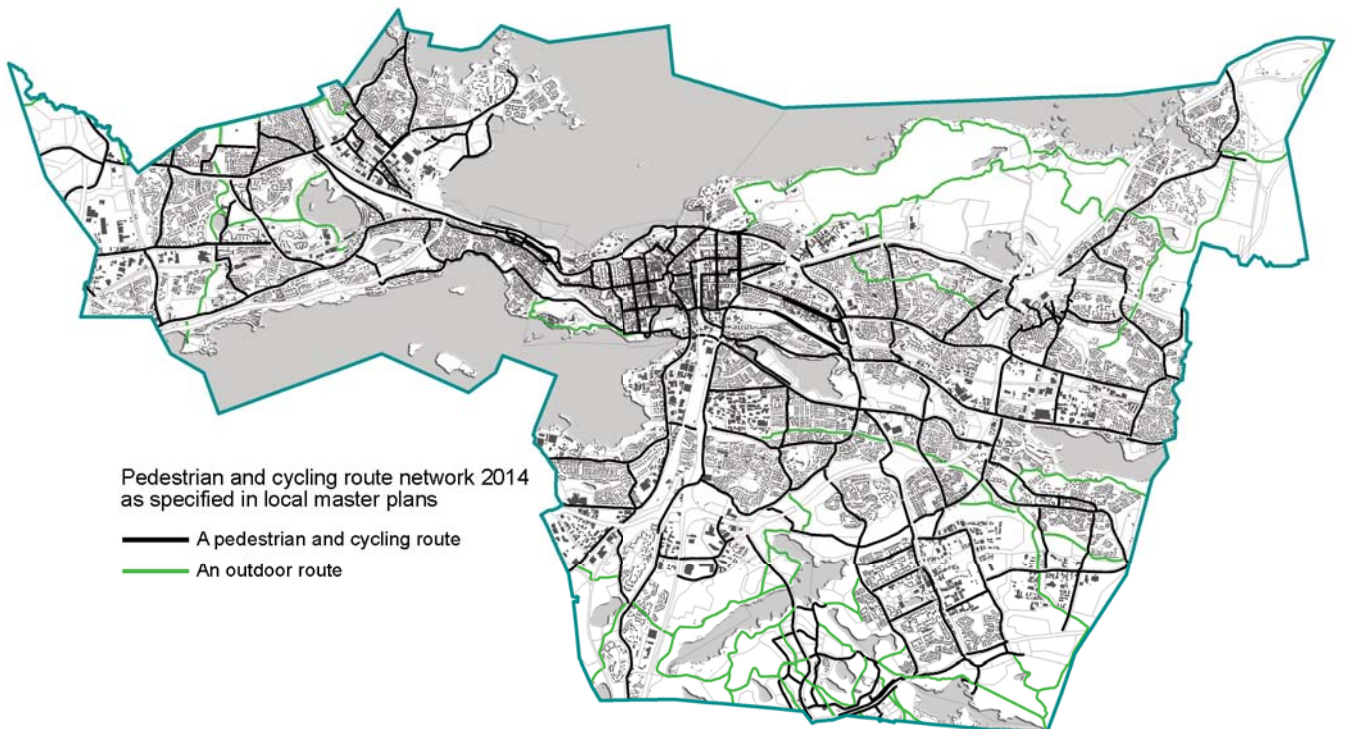 Pedestrian and cycling route network 2014
as specified in local master plans
A pedestrian and cycling route
An outdoor route